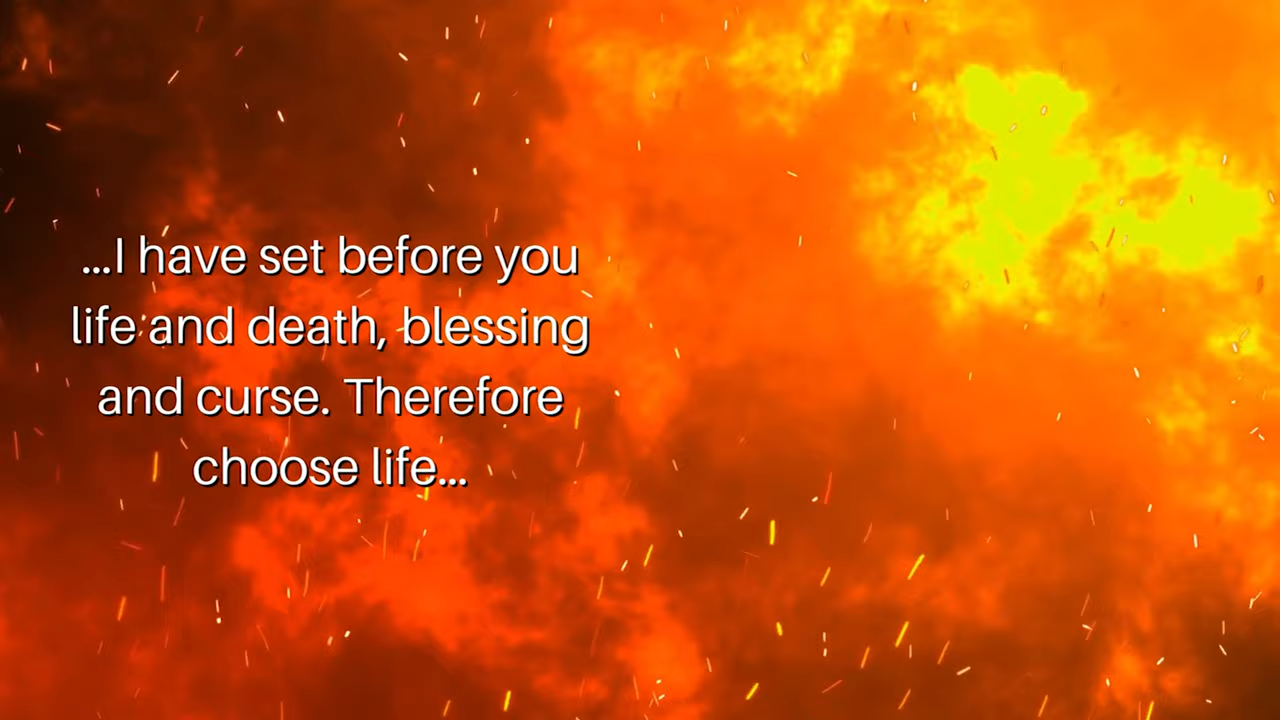 ...I have set before you
life and death, blessing
and curse. Therefore
choose life...